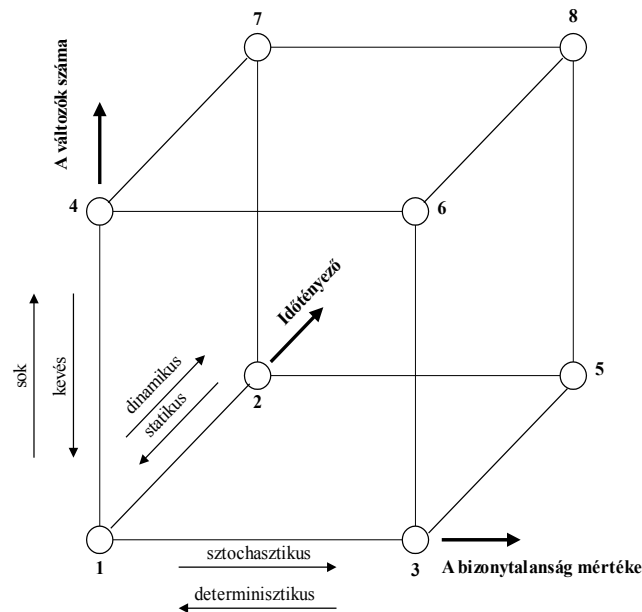 7
8
A változók száma
4
6
Időtényező
sok
kevés
dinamikus
statikus
2
5
1
sztochasztikus
3
A bizonytalanság mértéke
determinisztikus